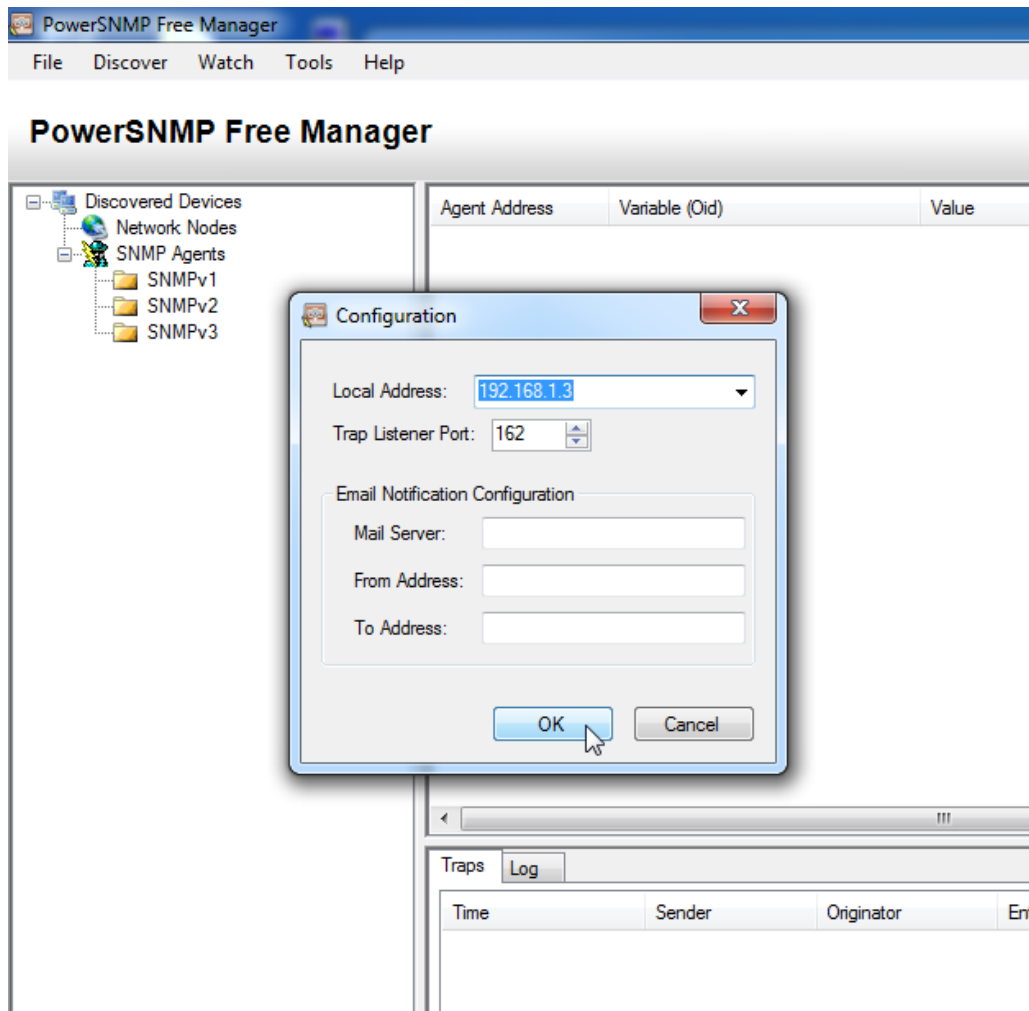 PowerSNMP Free Manager
File Discover Watch Tools Help
PowerSNMP Free Manager
Discovered Devices
Network Nodes
SNMP Agents
SNMPv1
SNMPv2
SNMPv3
Agent Address Variable (Oid) Value
Configuration
Local Address: 192.168.1.3
Trap Listener Port: 162
Email Notification Configuration
Mail Server:
From Address:
To Address:
OK Cancel
Traps Log
Time Sender Originator